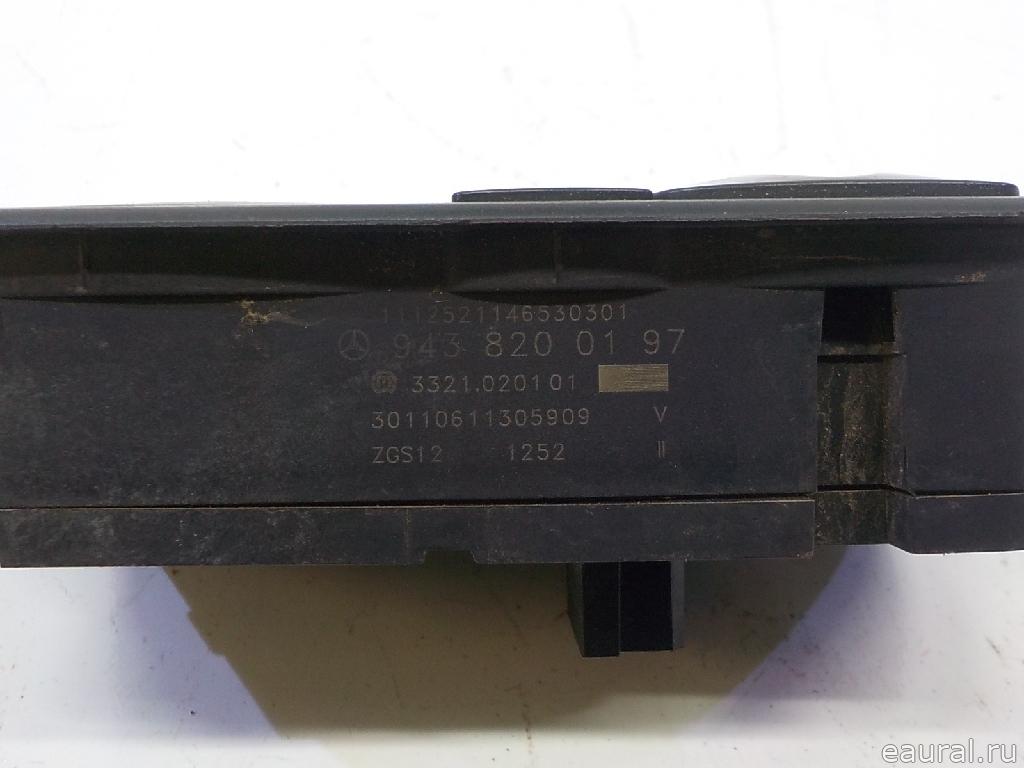 1112521146530301
943 820 01 97
3321.020101
30110611305909 V
ZGS12 1252 II
eaural.ru